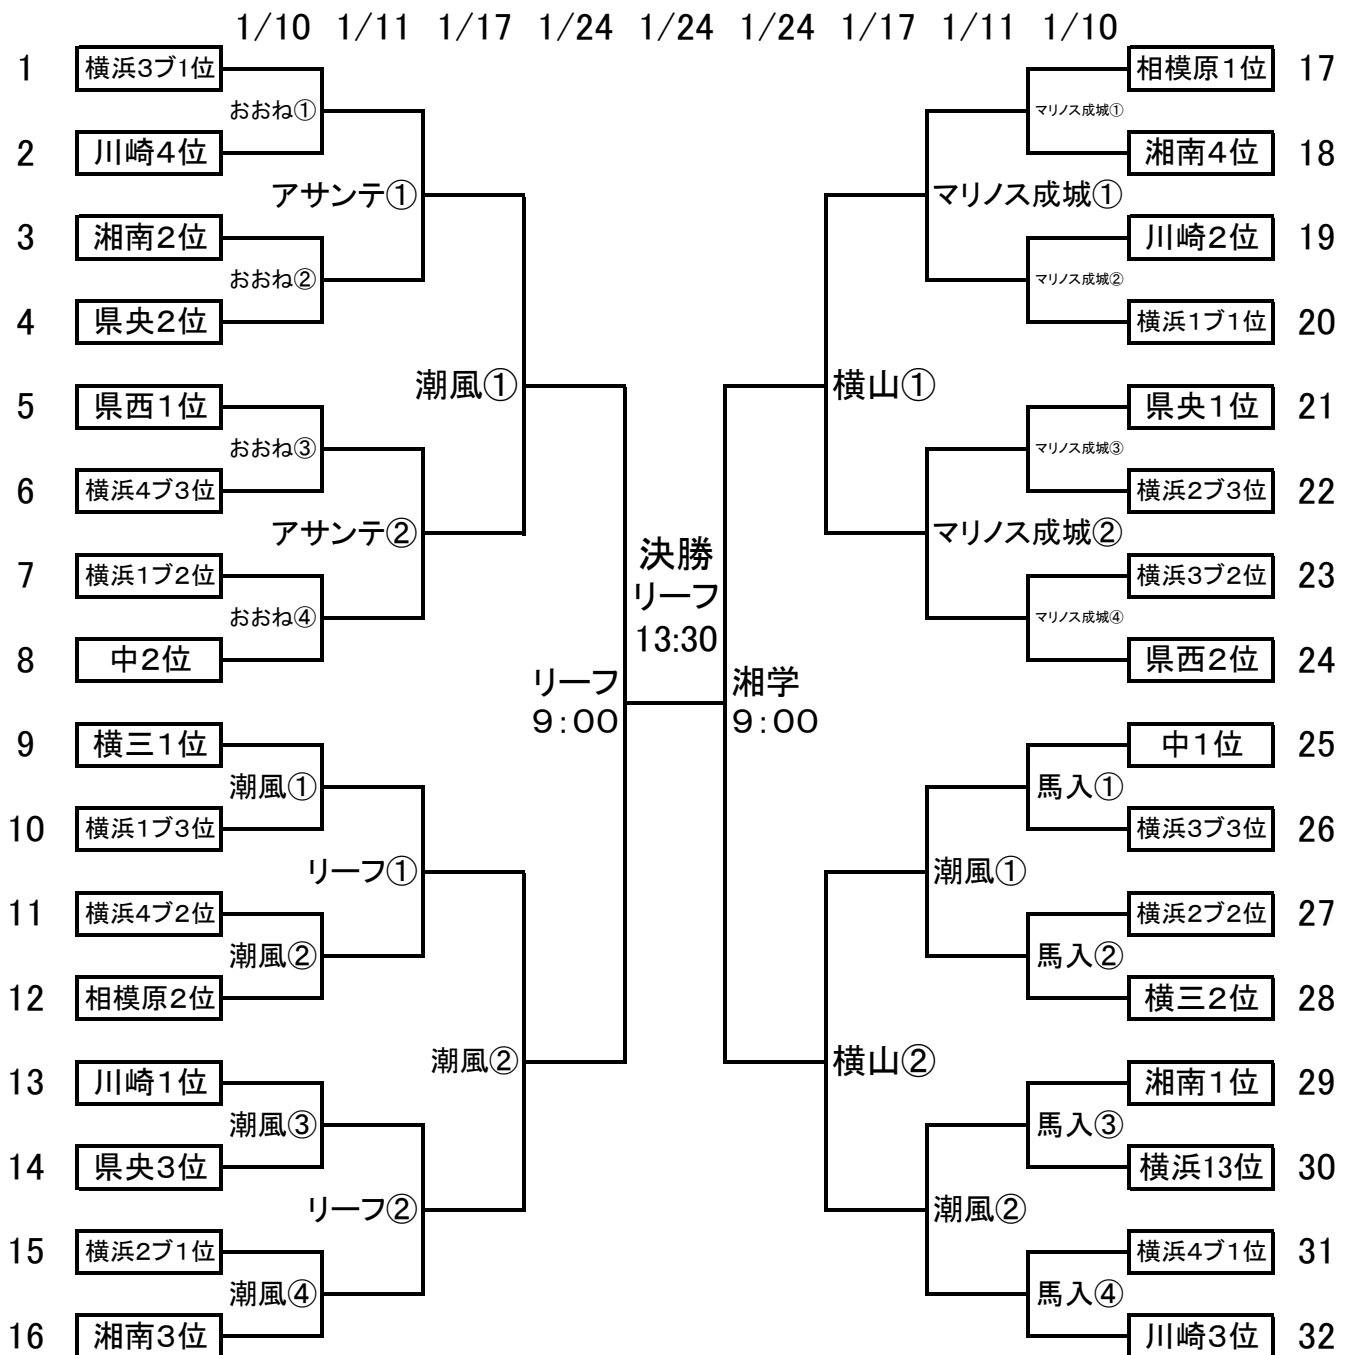 1/10 1/11 1/17 1/24 1/24 1/24 1/17 1/11 1/10
1 横浜3ブ1位
おおね①
2 川崎4位
アサンテ①
3 湘南2位
おおね②
4 県央2位
潮風①
5 県西1位
おおね③
6 横浜4ブ3位
アサンテ②
7 横浜1ブ2位
おおね④
8 中2位
リーフ
9:00
9 横三1位
潮風①
10 横浜1ブ3位
リーフ①
11 横浜4ブ2位
潮風②
12 相模原2位
潮風②
13 川崎1位
潮風③
14 県央3位
リーフ②
15 横浜2ブ1位
潮風④
16 湘南3位
決勝
リーフ
13:30
相模原1位 17
マリノス成城①
湘南4位 18
マリノス成城①
川崎2位 19
マリノス成城②
横浜1ブ1位 20
横山①
県央1位 21
マリノス成城③
横浜2ブ3位 22
マリノス成城②
横浜3ブ2位 23
マリノス成城④
県西2位 24
湘学
9:00
中1位 25
馬入①
横浜3ブ3位 26
潮風①
横浜2ブ2位 27
馬入②
横三2位 28
横山②
湘南1位 29
馬入③
横浜13位 30
潮風②
横浜4ブ1位 31
馬入④
川崎3位 32